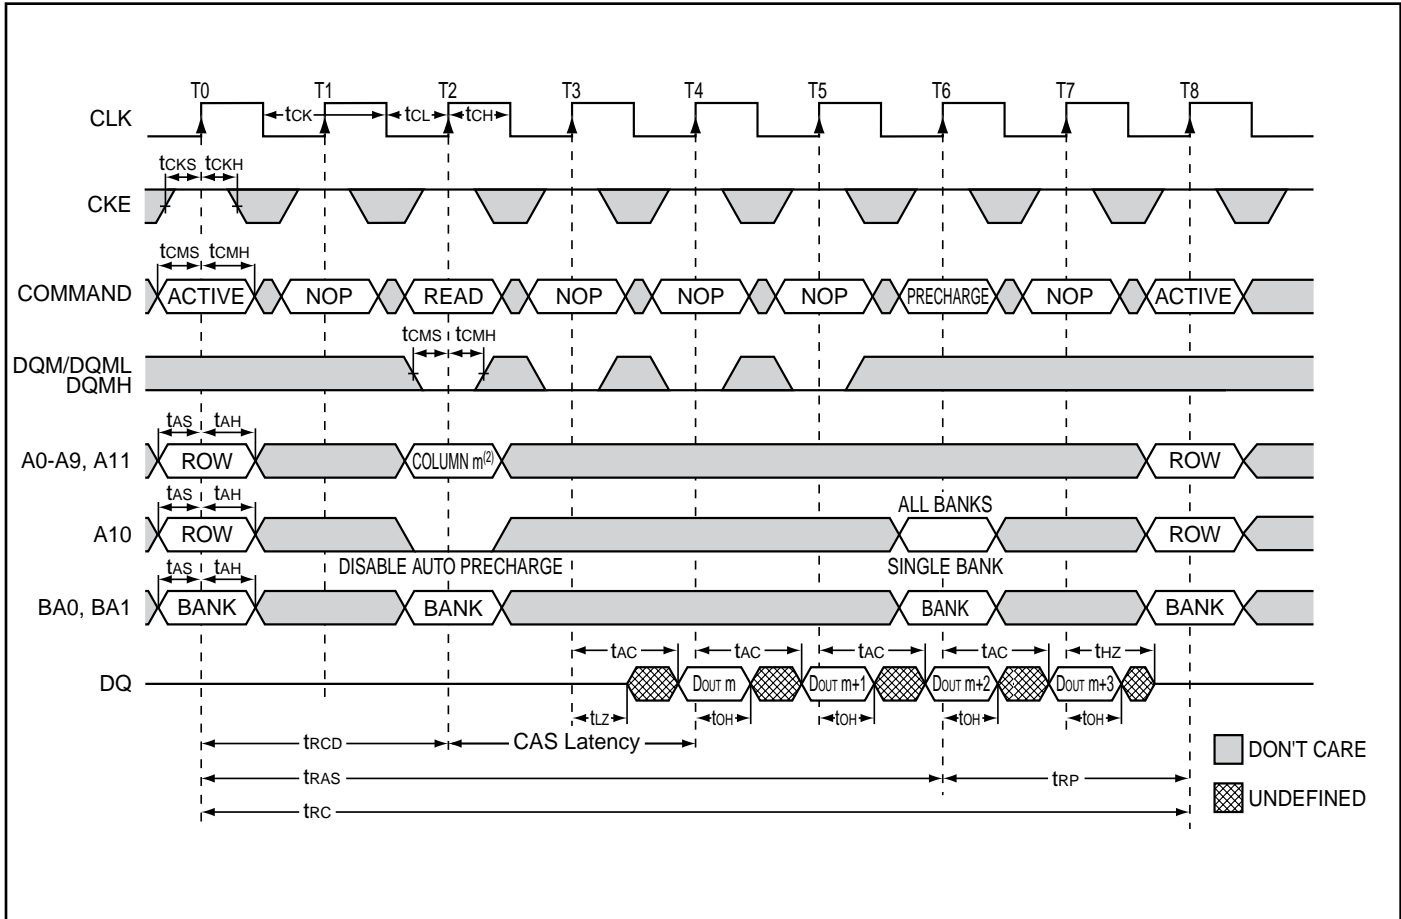 T0 T1 T2 T3 T4 T5 T6 T7 T8
CLK tCK tCL tCH
tCKS tCKH
CKE
tCMS tCMH
COMMAND ACTIVE NOP READ NOP NOP NOP PRECHARGE NOP ACTIVE
tCMS tCMH
DQM/DQML
DQMH
tAS tAH
A0-A9, A11 ROW COLUMN m(2) ROW
tAS tAH ALL BANKS
A10 ROW ROW
DISABLE AUTO PRECHARGE SINGLE BANK
tAS tAH
BA0, BA1 BANK BANK BANK BANK
tAC tAC tAC tAC tHZ
DQ DOUT m DOUT m+1 DOUT m+2 DOUT m+3
tLZ tOH tOH tOH tOH
tRCD CAS Latency
DON'T CARE
tRAS tRP
UNDEFINED
tRC